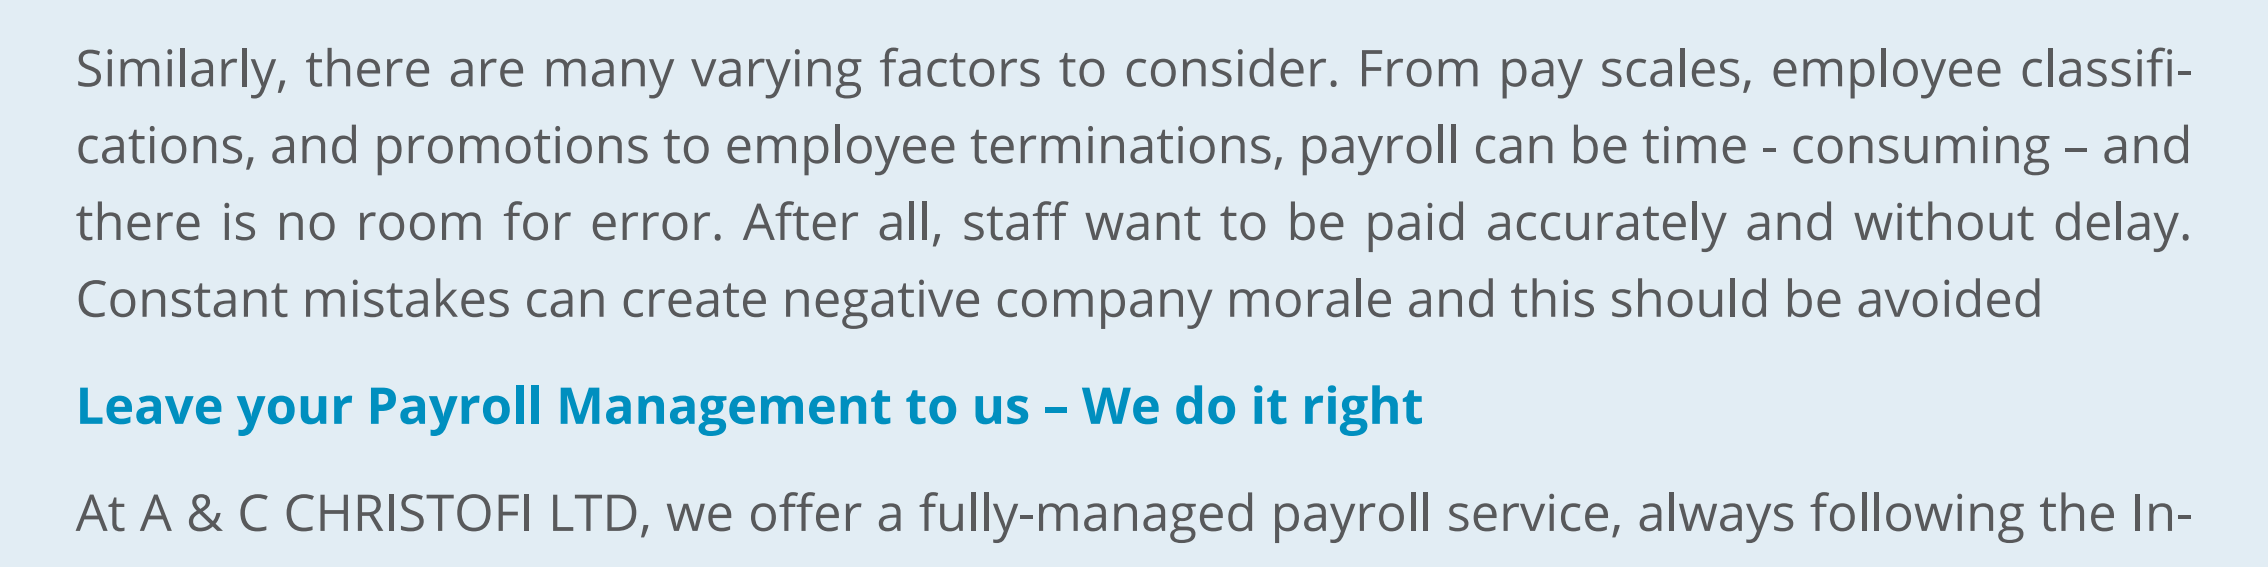 Similarly, there are many varying factors to consider. From pay scales, employee classifi-
cations, and promotions to employee terminations, payroll can be time - consuming – and
there is no room for error. After all, staff want to be paid accurately and without delay.
Constant mistakes can create negative company morale and this should be avoided
Leave your Payroll Management to us – We do it right
At A & C CHRISTOFI LTD, we offer a fully-managed payroll service, always following the In-